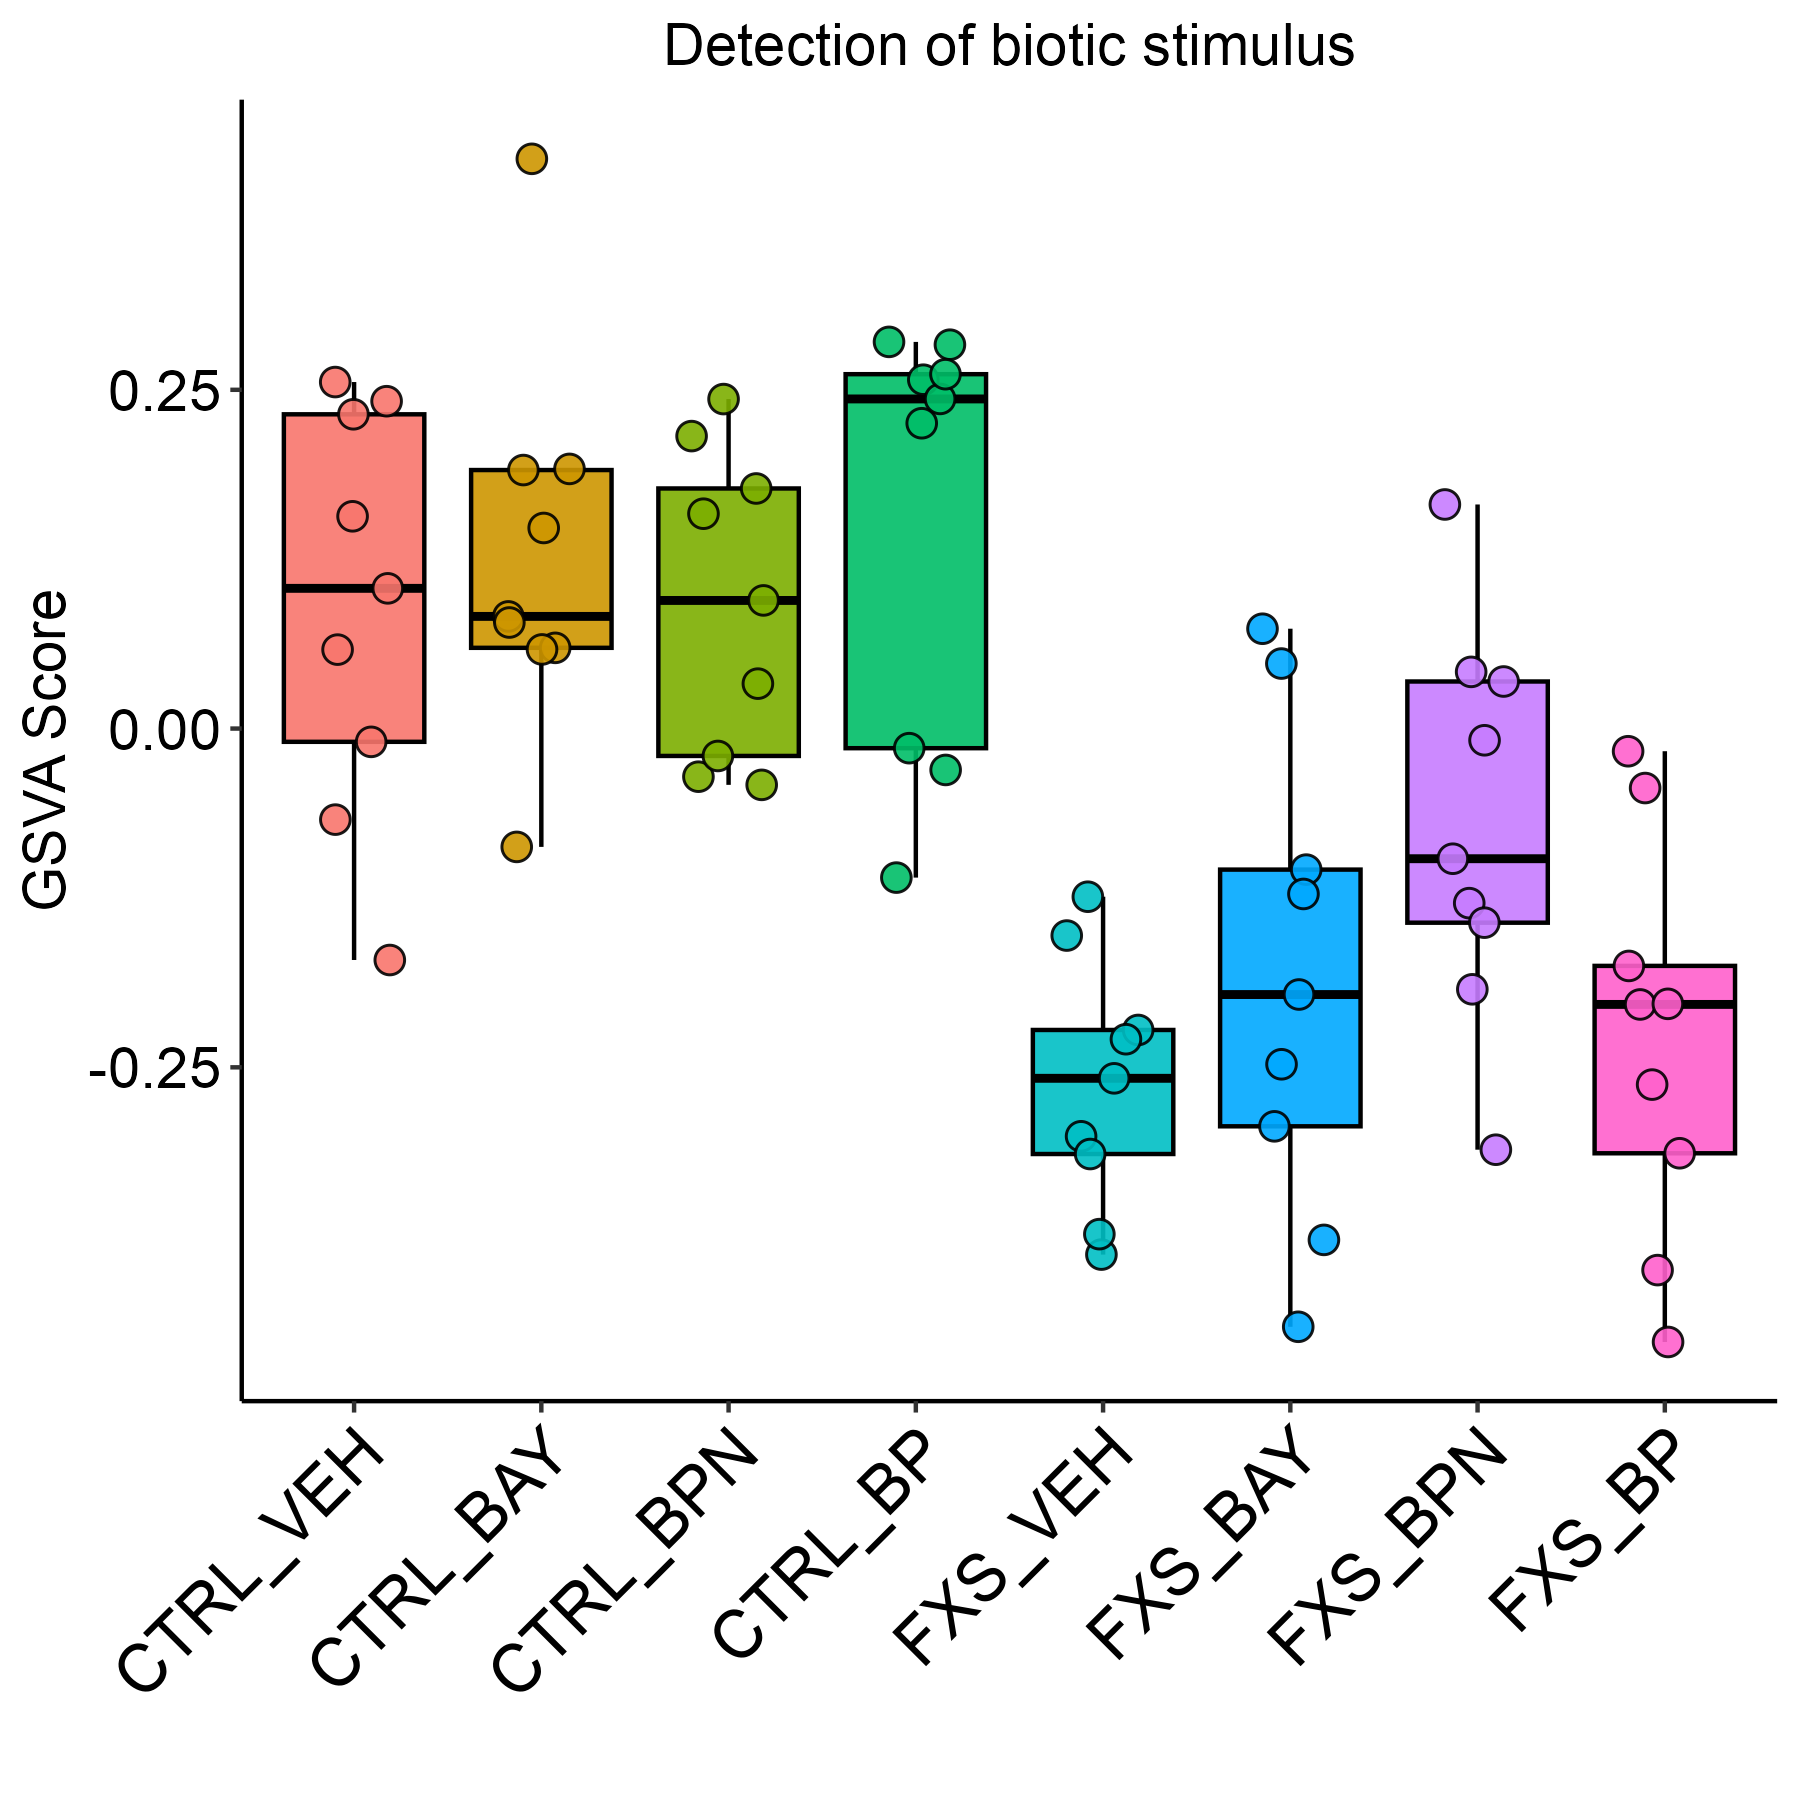 Detection of biotic stimulus
GSVA Score
0.25
0.00
-0.25
CTRL_VEH
CTRL_BAY
CTRL_BPN
CTRL_BP
FXS_VEH
FXS_BAY
FXS_BPN
FXS_BP